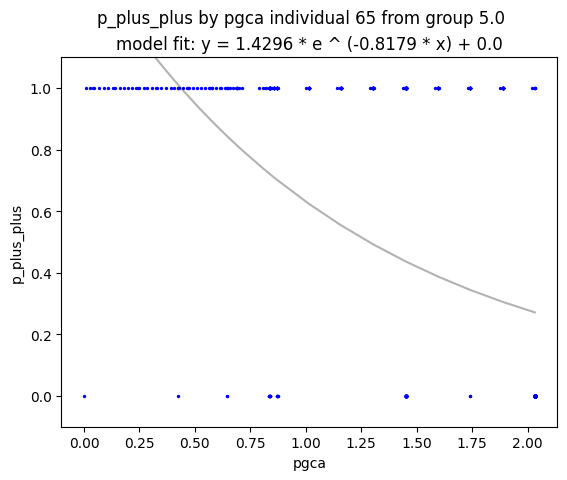 p_plus_plus by pgca individual 65 from group 5.0
model fit: y = 1.4296 * e ^ (-0.8179 * x) + 0.0
1.0
0.8
0.6
0.4
0.2
0.0
p_plus_plus
0.00 0.25 0.50 0.75 1.00 1.25 1.50 1.75 2.00
pgca